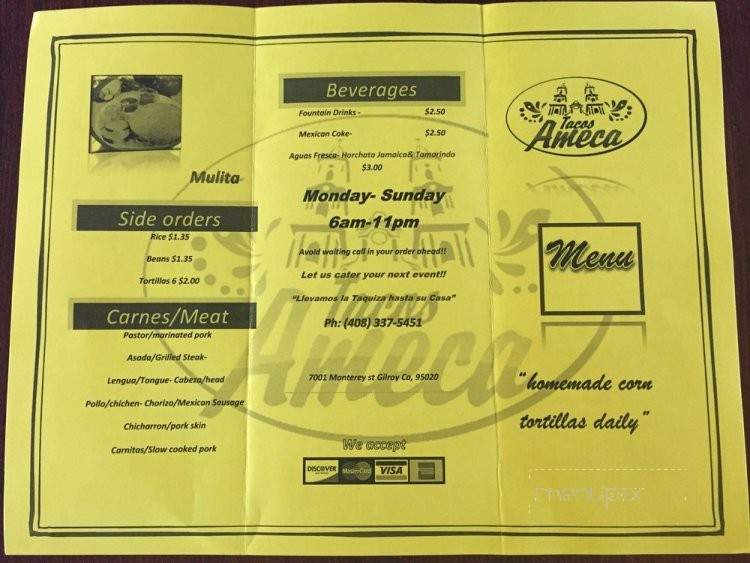 Mulita-
Side orders
Rice $1.35
Beans $1.35
Tortillas 6 $2.00
Carnes/Meat
Pastor/marinated pork
Asada/Grilled Steak-
Lengua/Tongue- Cabeza/head
Pollo/chichen- Chorizo/Mexican Sausage
Chicharron/pork skin
Carnitas/Slow cooked pork
Beverages
Fountain Drinks - $2.50
Mexican Coke- $2.50
Aguas Fresca- Horchata Jamaica& Tamarindo
$3.00
Monday- Sunday
6am-11pm
Avoid waiting call in your order ahead!!
Let us cater your next event!!
"Llevamos la Taquiza hasta su Casa"
Ph: (408) 337-5451
7001 Monterey st Gilroy Ca, 95020
We accept
DISCOVER
MasterCard
VISA
Tacos
Ameca
Tacos
Ameca
Menu
"homemade corn
tortillas daily"
menupix